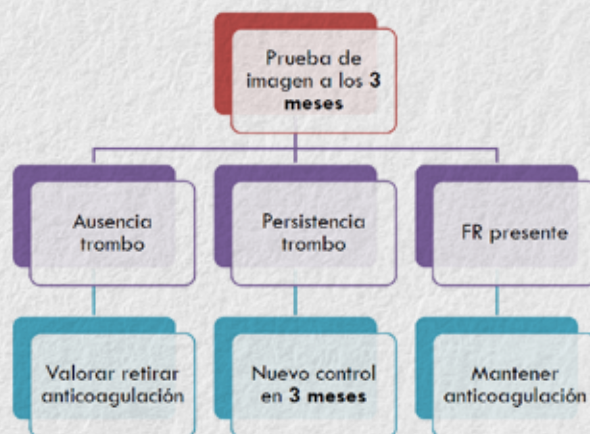 Prueba de
imagen a los 3
meses
Ausencia
trombo
Persistencia
trombo
FR presente
Valorar retirar
anticoagulación
Nuevo control
en 3 meses
Mantener
anticoagulación